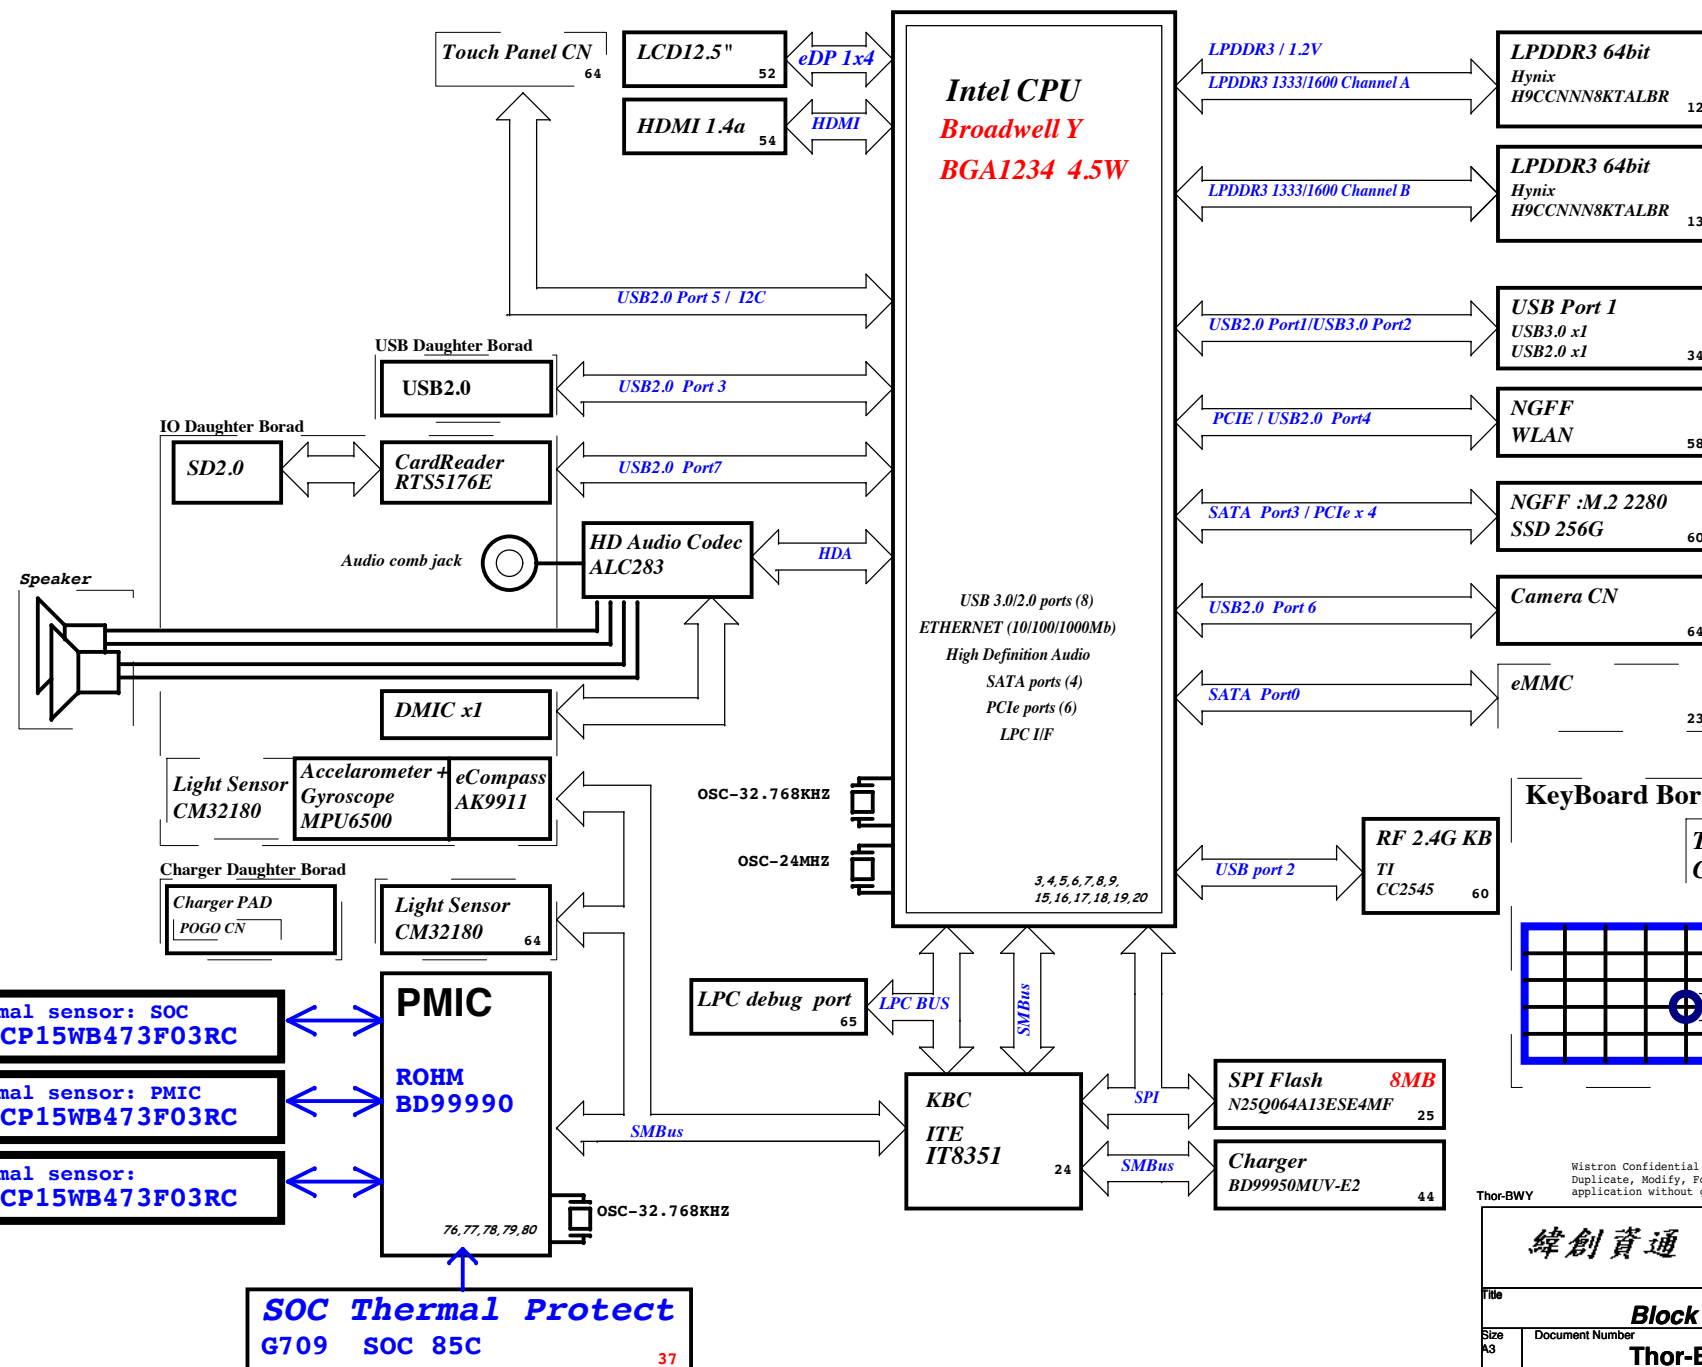 Touch Panel CN
64
LCD12.5"
52
eDP 1x4
HDMI 1.4a
54
HDMI
Intel CPU
Broadwell Y
BGA1234 4.5W
LPDDR3 / 1.2V
LPDDR3 1333/1600 Channel A
LPDDR3 64bit
Hynix
H9CCNNN8KTALBR
12
LPDDR3 1333/1600 Channel B
LPDDR3 64bit
Hynix
H9CCNNN8KTALBR
13
USB2.0 Port 5 / I2C
USB2.0 Port1/USB3.0 Port2
USB Port 1
USB3.0 x1
USB2.0 x1
34
USB Daughter Borad
USB2.0
USB2.0 Port 3
PCIE / USB2.0 Port4
NGFF
WLAN
58
IO Daughter Borad
SD2.0
CardReader
RTS5176E
USB2.0 Port7
SATA Port3 / PCIe x 4
NGFF :M.2 2280
SSD 256G
60
Audio comb jack
HD Audio Codec
ALC283
HDA
Speaker
USB 3.0/2.0 ports (8)
ETHERNET (10/100/1000Mb)
High Definition Audio
SATA ports (4)
PCIe ports (6)
LPC I/F
USB2.0 Port 6
Camera CN
64
SATA Port0
eMMC
23
DMIC x1
Light Sensor
CM32180
Accelarometer +
Gyroscope
MPU6500
eCompass
AK9911
OSC-32.768KHZ
OSC-24MHZ
3,4,5,6,7,8,9,
15,16,17,18,19,20
USB port 2
RF 2.4G KB
TI
CC2545
60
KeyBoard Bor
Charger Daughter Borad
Charger PAD
POGO CN
Light Sensor
CM32180
64
PMIC
ROHM
BD99990
76,77,78,79,80
mal sensor: SOC
CP15WB473F03RC
mal sensor: PMIC
CP15WB473F03RC
mal sensor:
CP15WB473F03RC
OSC-32.768KHZ
SOC Thermal Protect
G709 SOC 85C
37
LPC debug port
65
LPC BUS
SMBus
SMBus
KBC
ITE
IT8351
24
SPI
SPI Flash 8MB
N25Q064A13ESE4MF
25
SMBus
Charger
BD99950MUV-E2
44
Wistron Confidential
Duplicate, Modify, Fo
application without g
Thor-BWY
緯創資通
Title
Block
Size
A3
Document Number
Thor-B